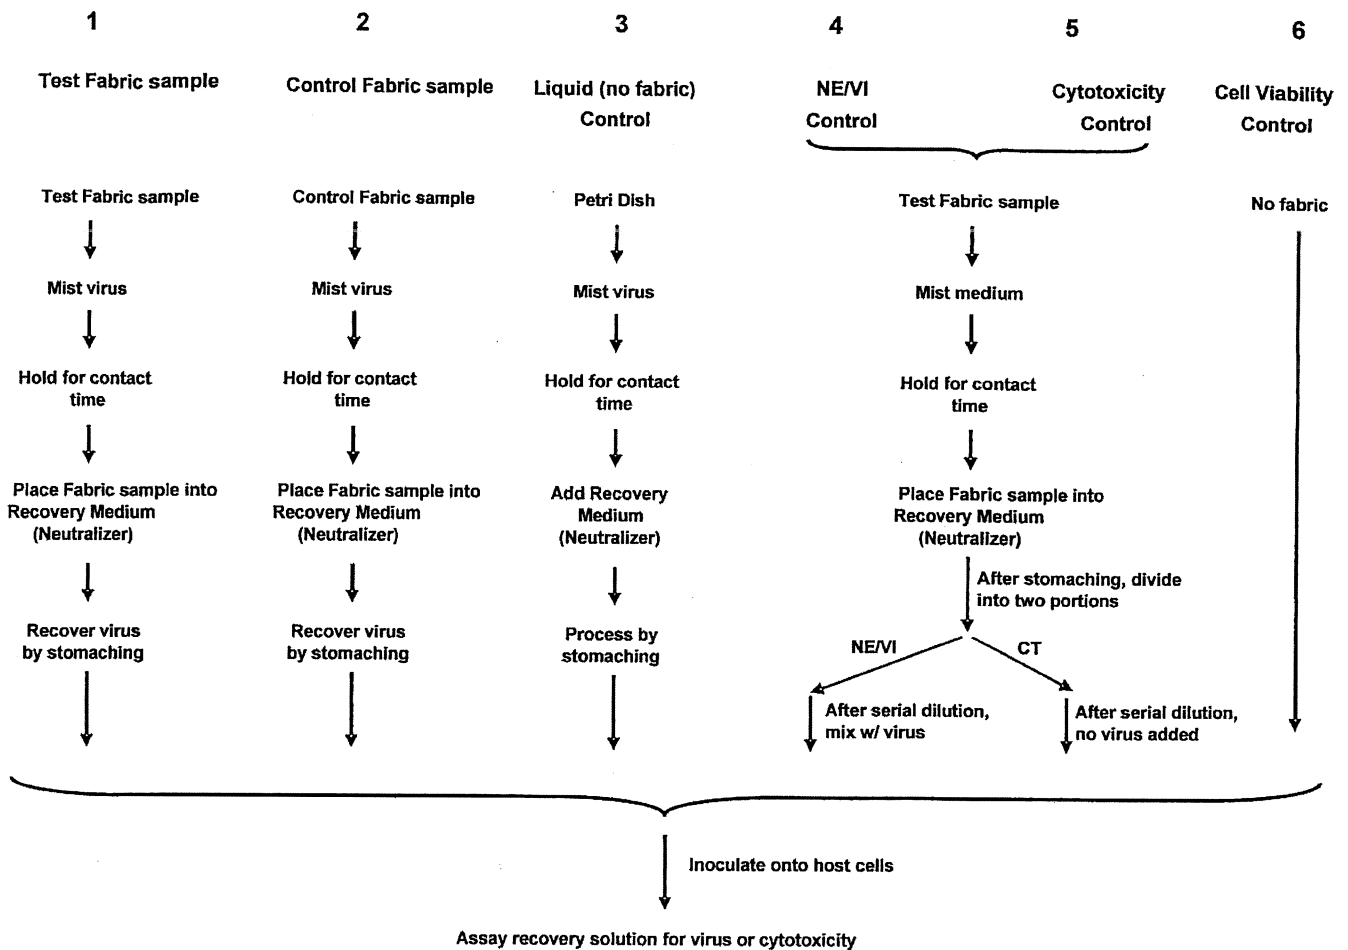 1
Test Fabric sample
Test Fabric sample
Mist virus
Hold for contact
time
Place Fabric sample into
Recovery Medium
(Neutralizer)
Recover virus
by stomaching
2
Control Fabric sample
Control Fabric sample
Mist virus
Hold for contact
time
Place Fabric sample into
Recovery Medium
(Neutralizer)
Recover virus
by stomaching
3
Liquid (no fabric)
Control
Petri Dish
Mist virus
Hold for contact
time
Add Recovery
Medium
(Neutralizer)
Process by
stomaching
4
NE/VI
Control
5
Cytotoxicity
Control
Test Fabric sample
Mist medium
Hold for contact
time
Place Fabric sample into
Recovery Medium
(Neutralizer)
After stomaching, divide
into two portions
NE/VI
CT
After serial dilution,
mix w/ virus
After serial dilution,
no virus added
6
Cell Viability
Control
No fabric
Inoculate onto host cells
Assay recovery solution for virus or cytotoxicity